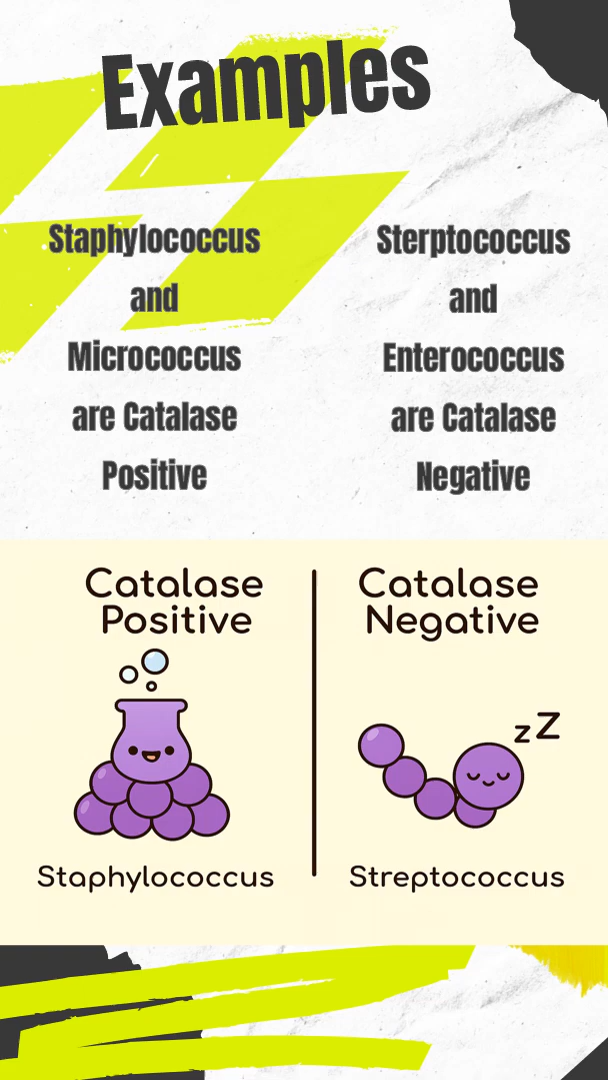 Examples
Staphylococcus
and
Micrococcus
are Catalase
Positive
Sterptococcus
and
Enterococcus
are Catalase
Negative
Catalase
Positive
Staphylococcus
Catalase
Negative
z Z
Streptococcus